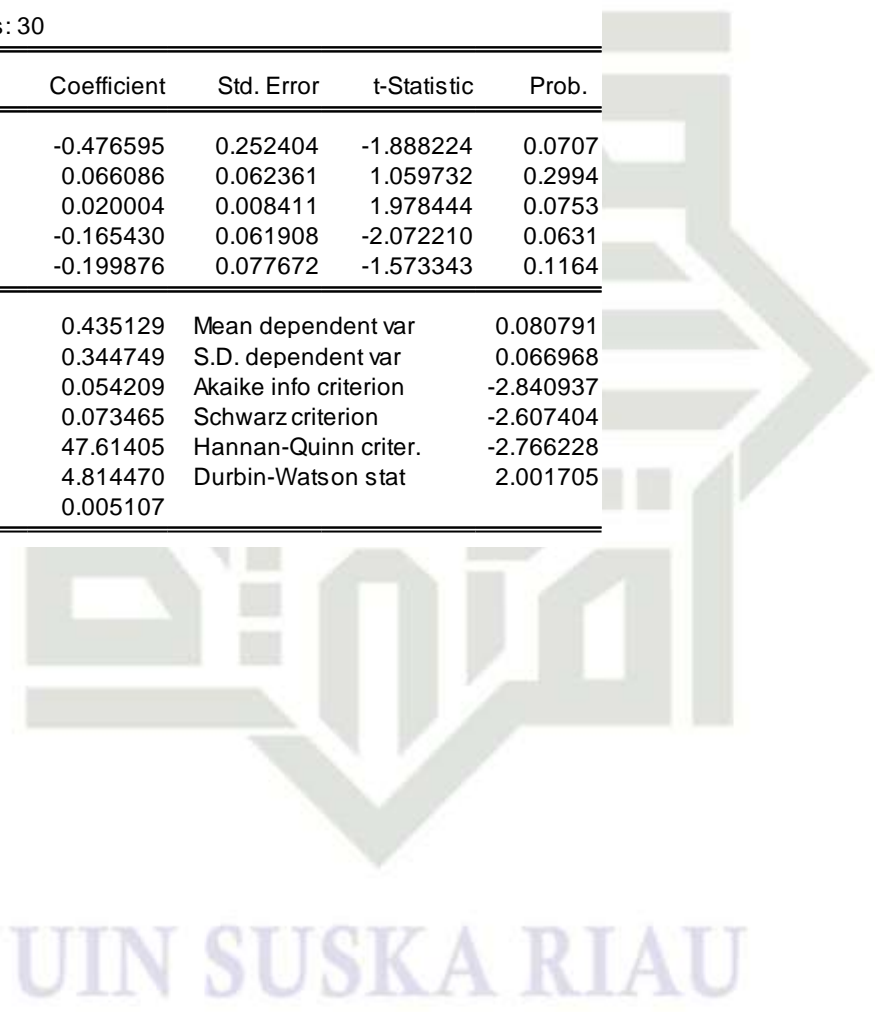 s: 30
Coefficient Std. Error t-Statistic Prob.
-0.476595 0.252404 -1.888224 0.0707
0.066086 0.062361 1.059732 0.2994
0.020004 0.008411 1.978444 0.0753
-0.165430 0.061908 -2.072210 0.0631
-0.199876 0.077672 -1.573343 0.1164
0.435129 Mean dependent var 0.080791
0.344749 S.D. dependent var 0.066968
0.054209 Akaike info criterion -2.840937
0.073465 Schwarz criterion -2.607404
47.61405 Hannan-Quinn criter. -2.766228
4.814470 Durbin-Watson stat 2.001705
0.005107
UIN SUSKA RIAU